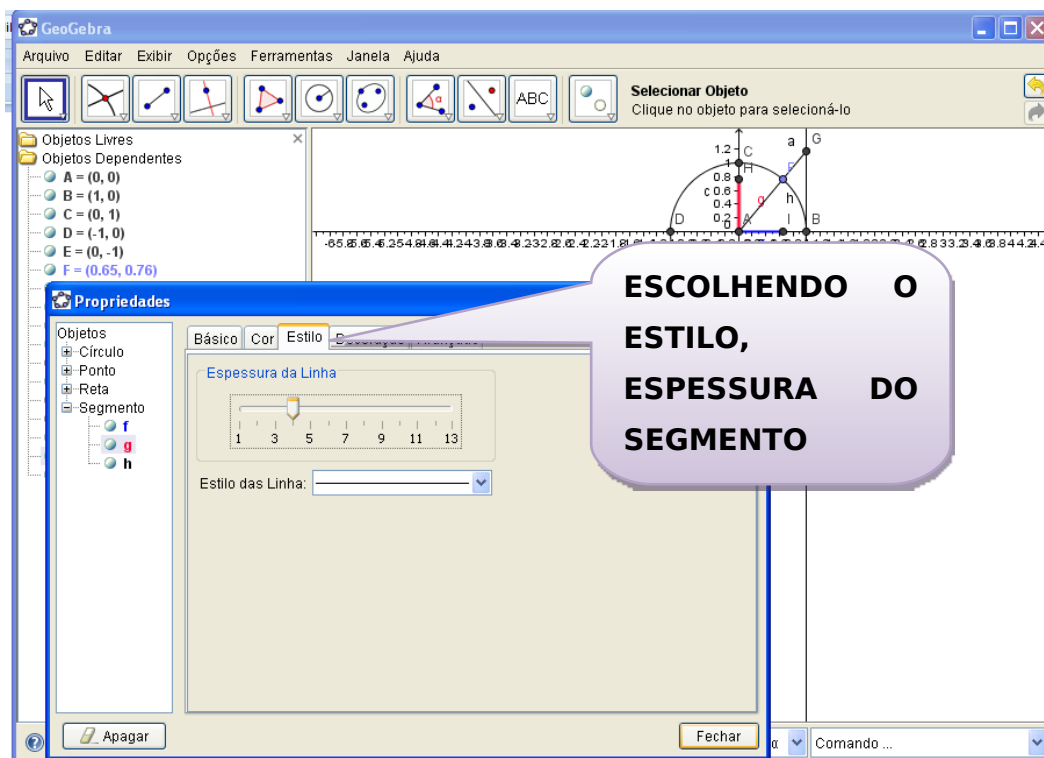 GeoGebra
Arquivo Editar Exibir Opções Ferramentas Janela Ajuda
ABC
Selecionar Objeto
Clique no objeto para selecioná-lo
Objetos Livres
Objetos Dependentes
A = (0, 0)
B = (1, 0)
C = (0, 1)
D = (-1, 0)
E = (0, -1)
F = (0.65, 0.76)
a G
1.2 C
1 H F
0.8
c 0.6 g h
0.4
D 0.2 A I B
0
Propriedades
Objetos
Círculo
Ponto
Reta
Segmento
f
g
h
Básico Cor Estilo
Espessura da Linha
1 3 5 7 9 11 13
Estilo das Linha:
ESCOLHENDO O
ESTILO,
ESPESSURA DO
SEGMENTO
Apagar
Fechar
α Comando ...